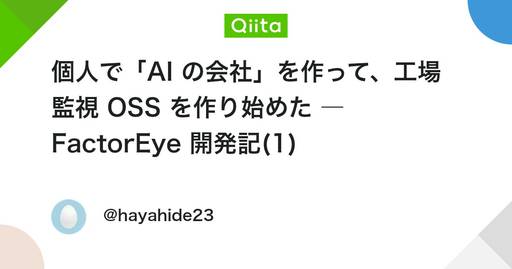 Qiita
個人で「AI の会社」を作って、工場
監視 OSS を作り始めた ―
FactorEye 開発記(1)
@hayahide23